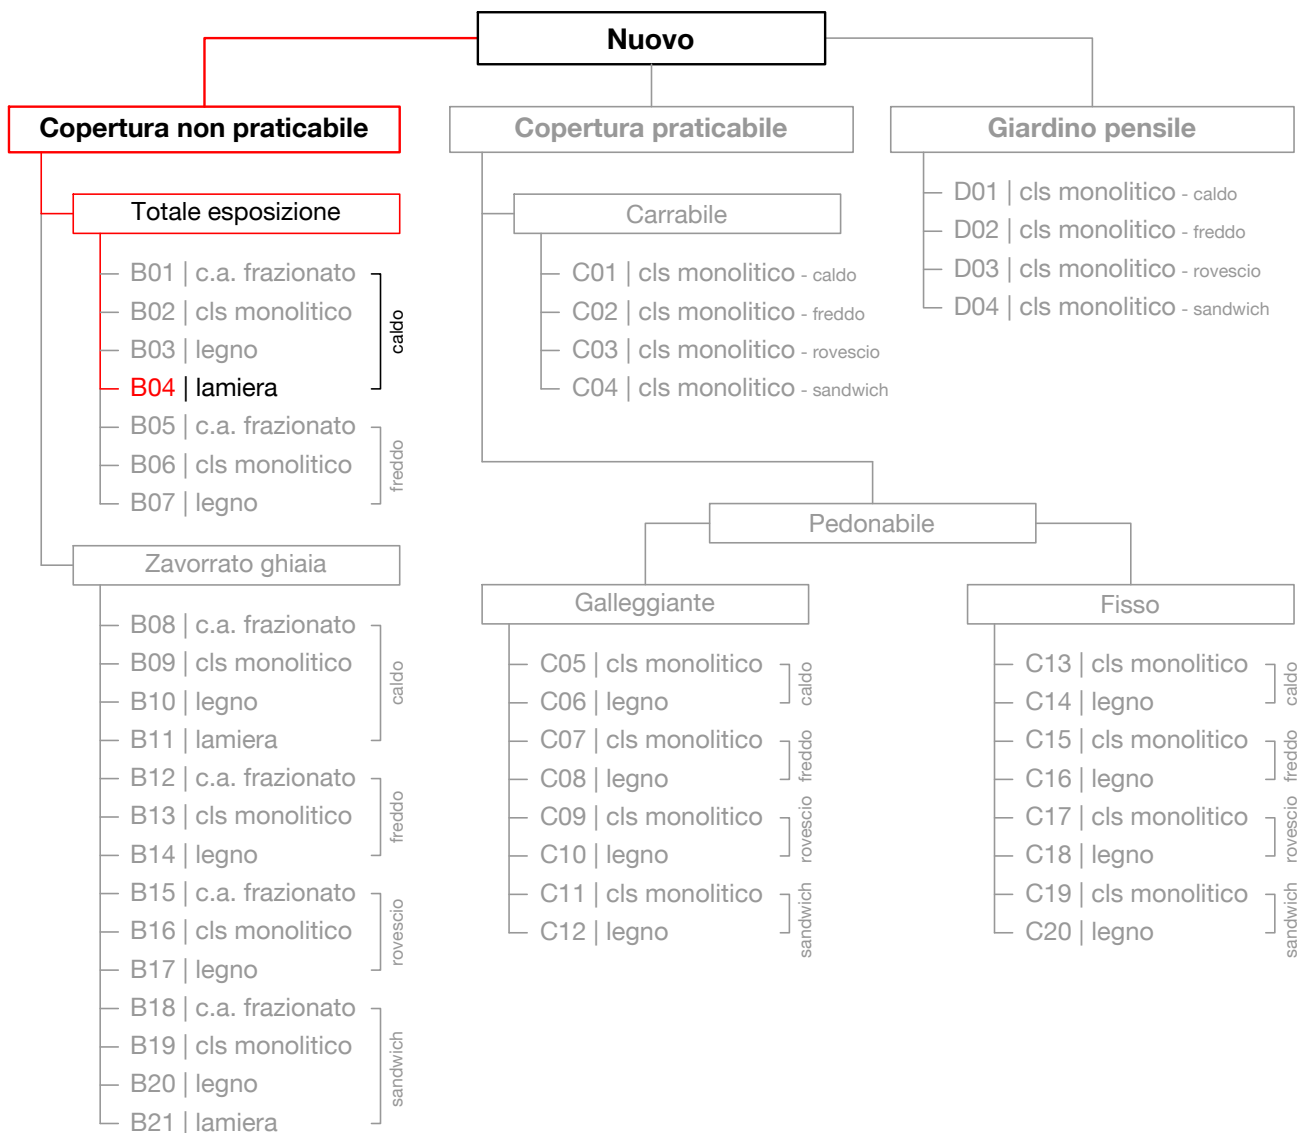 Nuovo
Copertura non praticabile
Totale esposizione
B01 | c.a. frazionato
B02 | cls monolitico
B03 | legno
B04 | lamiera
caldo
B05 | c.a. frazionato
B06 | cls monolitico
B07 | legno
freddo
Zavorrato ghiaia
B08 | c.a. frazionato
B09 | cls monolitico
B10 | legno
B11 | lamiera
caldo
B12 | c.a. frazionato
B13 | cls monolitico
B14 | legno
freddo
B15 | c.a. frazionato
B16 | cls monolitico
B17 | legno
rovescio
B18 | c.a. frazionato
B19 | cls monolitico
B20 | legno
B21 | lamiera
sandwich
Copertura praticabile
Carrabile
C01 | cls monolitico - caldo
C02 | cls monolitico - freddo
C03 | cls monolitico - rovescio
C04 | cls monolitico - sandwich
Pedonabile
Galleggiante
C05 | cls monolitico
C06 | legno
caldo
C07 | cls monolitico
C08 | legno
freddo
C09 | cls monolitico
C10 | legno
rovescio
C11 | cls monolitico
C12 | legno
sandwich
Fisso
C13 | cls monolitico
C14 | legno
caldo
C15 | cls monolitico
C16 | legno
freddo
C17 | cls monolitico
C18 | legno
rovescio
C19 | cls monolitico
C20 | legno
sandwich
Giardino pensile
D01 | cls monolitico - caldo
D02 | cls monolitico - freddo
D03 | cls monolitico - rovescio
D04 | cls monolitico - sandwich